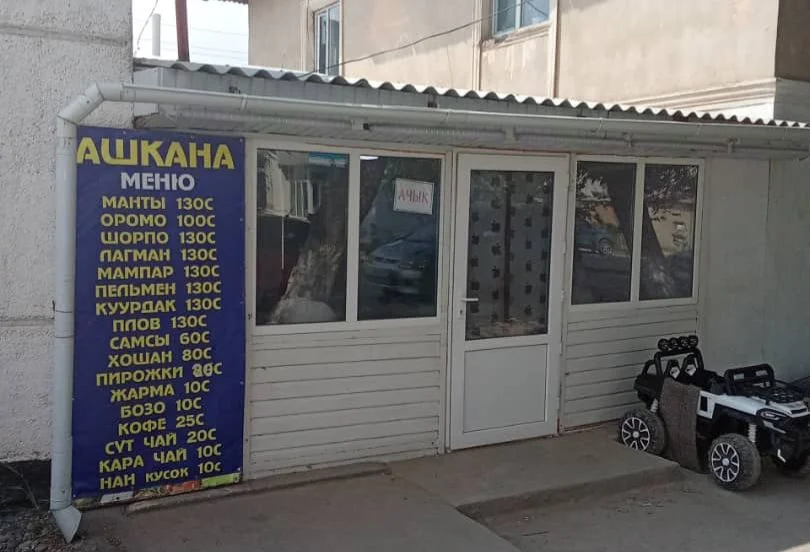 АШКАНА
МЕНЮ
МАНТЫ 130С
ОРОМО 100С
ШОРПО 130С
ЛАГМАН 130С
МАМПАР 130С
ПЕЛЬМЕН 130С
КУУРДАК 130С
ПЛОВ 130С
САМСЫ 60С
ХОШАН 80С
ПИРОЖКИ 20С
ЖАРМА 10С
БОЗО 10С
КОФЕ 25С
СУТ ЧАЙ 20С
КАРА ЧАЙ 10С
НАН кусок 10с
АЧЫК